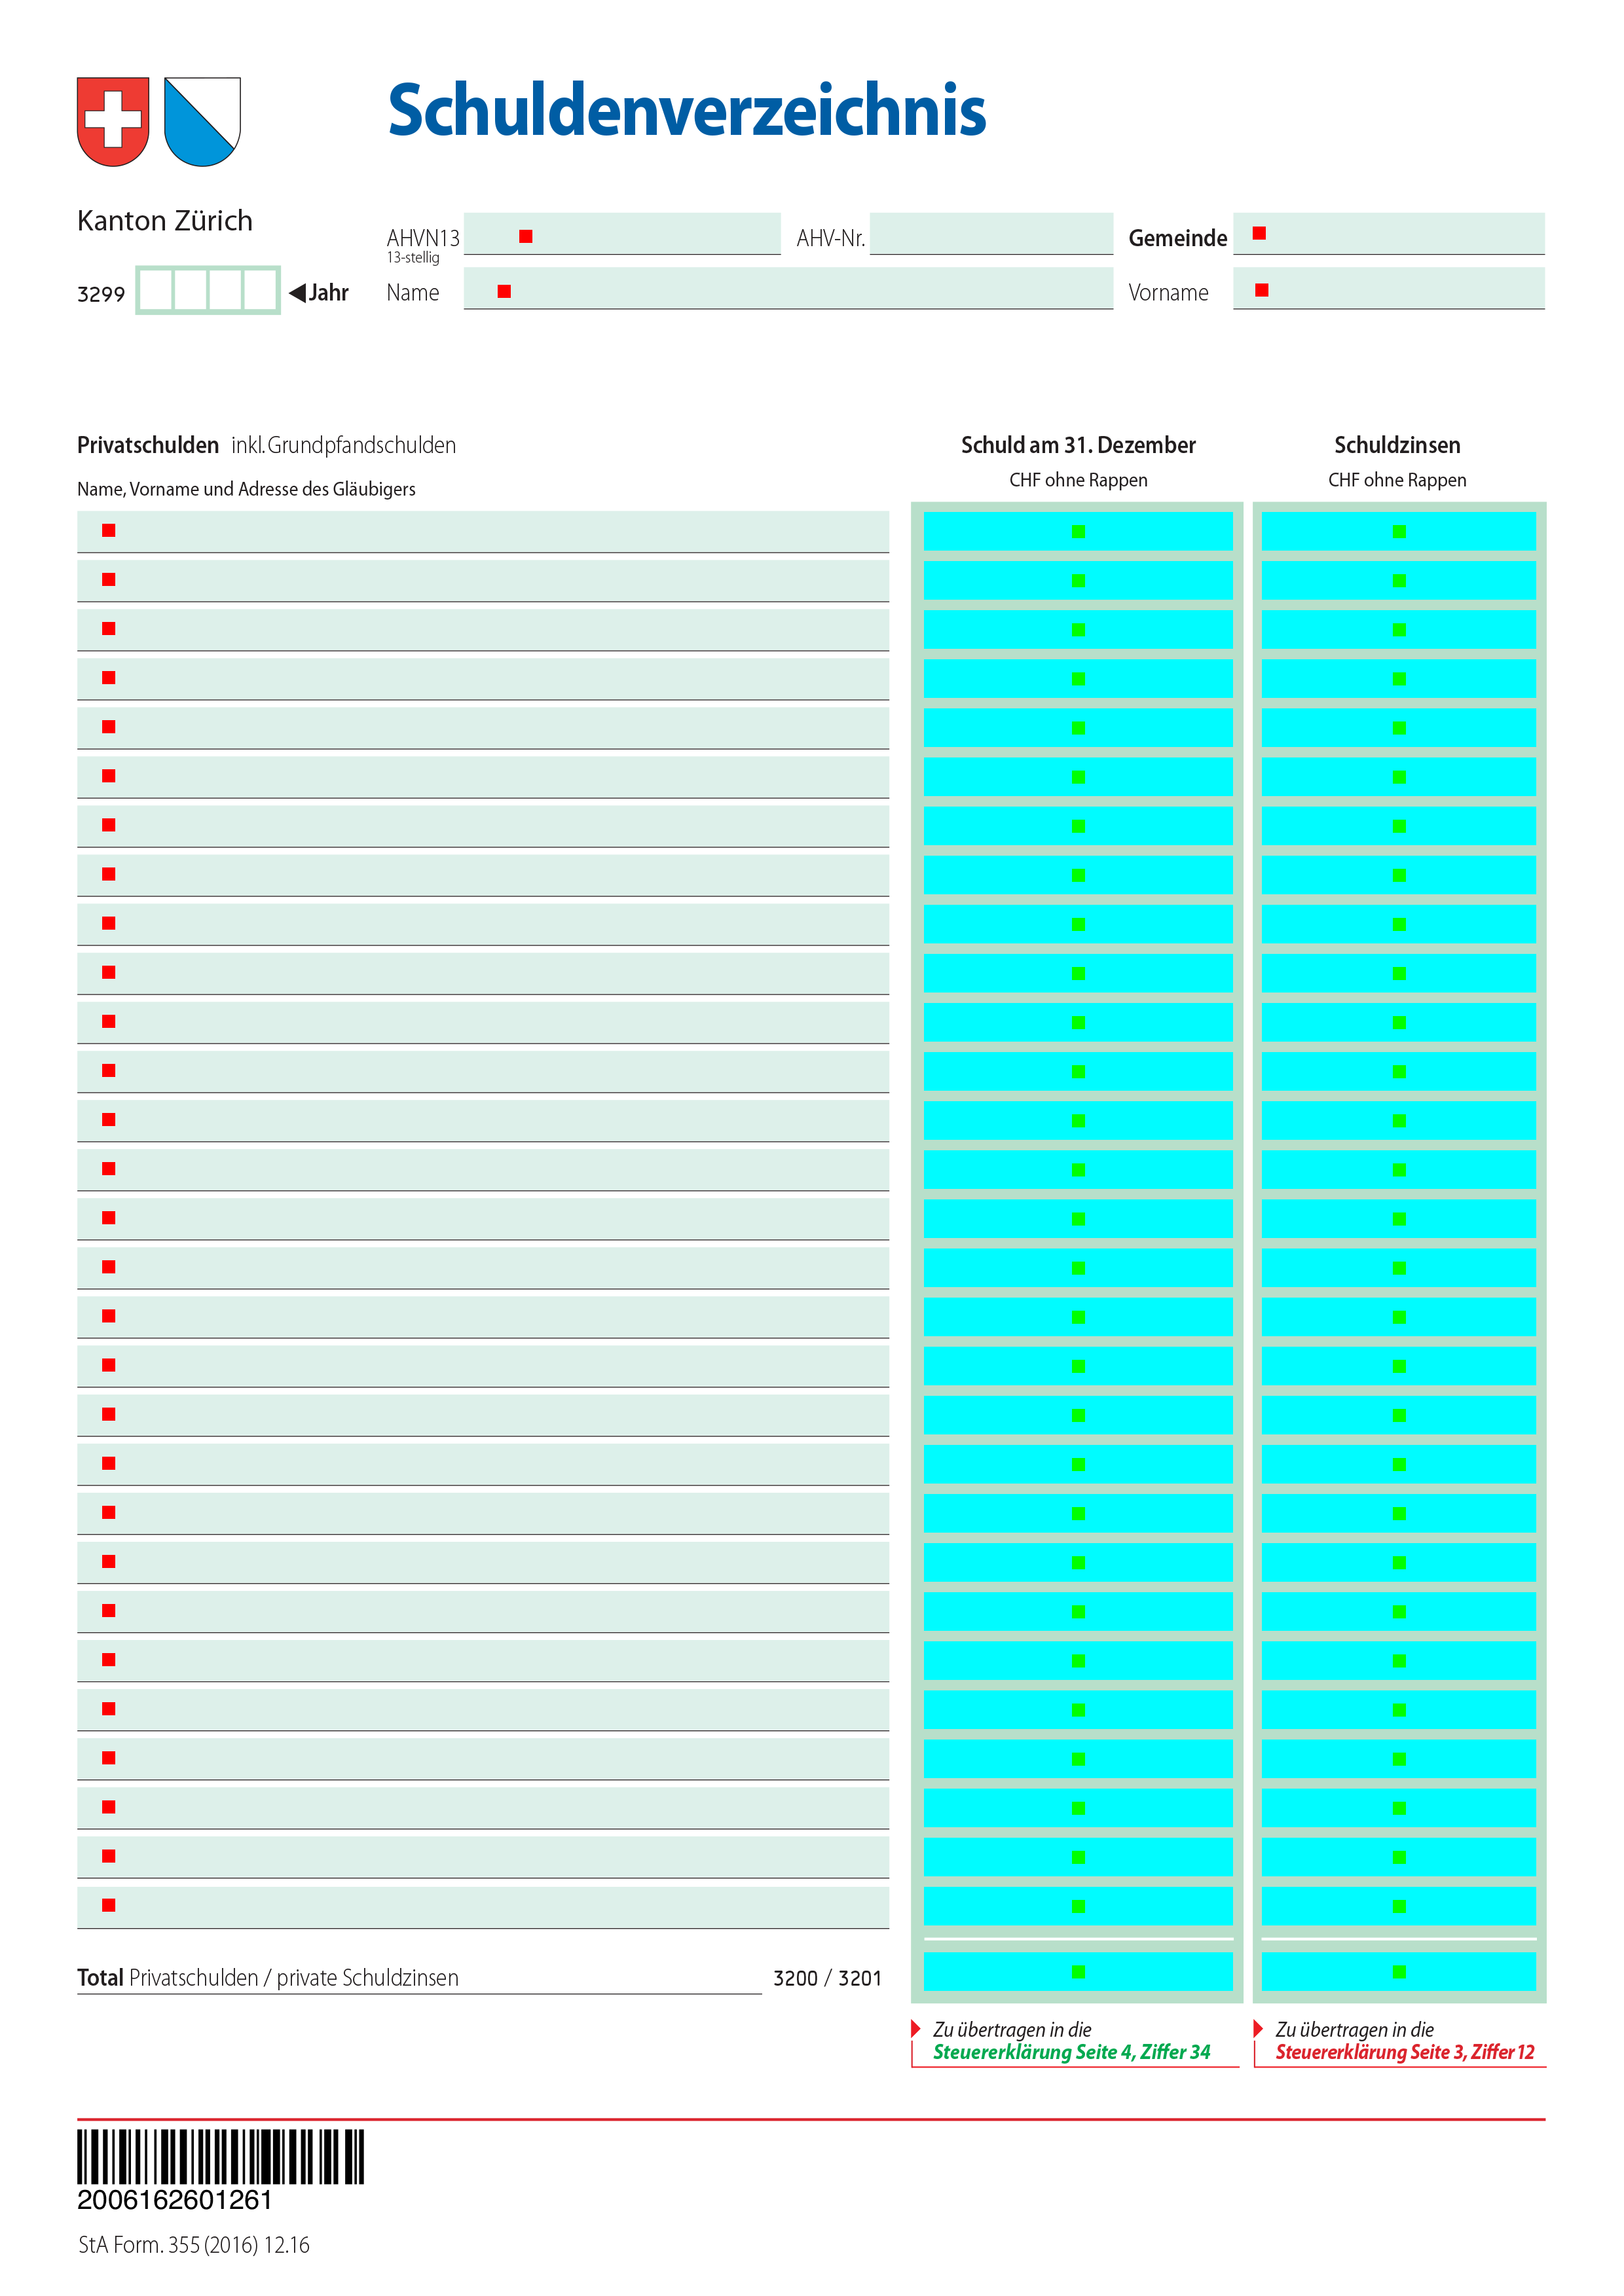 Schuldenverzeichnis
Kanton Zürich
AHVN13
13-stellig
AHV-Nr.
Gemeinde
3299
Jahr
Name
Vorname
Privatschulden inkl. Grundpfandschulden
Name, Vorname und Adresse des Gläubigers
Schuld am 31. Dezember
CHF ohne Rappen
Schuldzinsen
CHF ohne Rappen
Total Privatschulden / private Schuldzinsen 3200 / 3201
Zu übertragen in die
Steuererklärung Seite 4, Ziffer 34
Zu übertragen in die
Steuererklärung Seite 3, Ziffer 12
2006162601261
StA Form. 355 (2016) 12.16